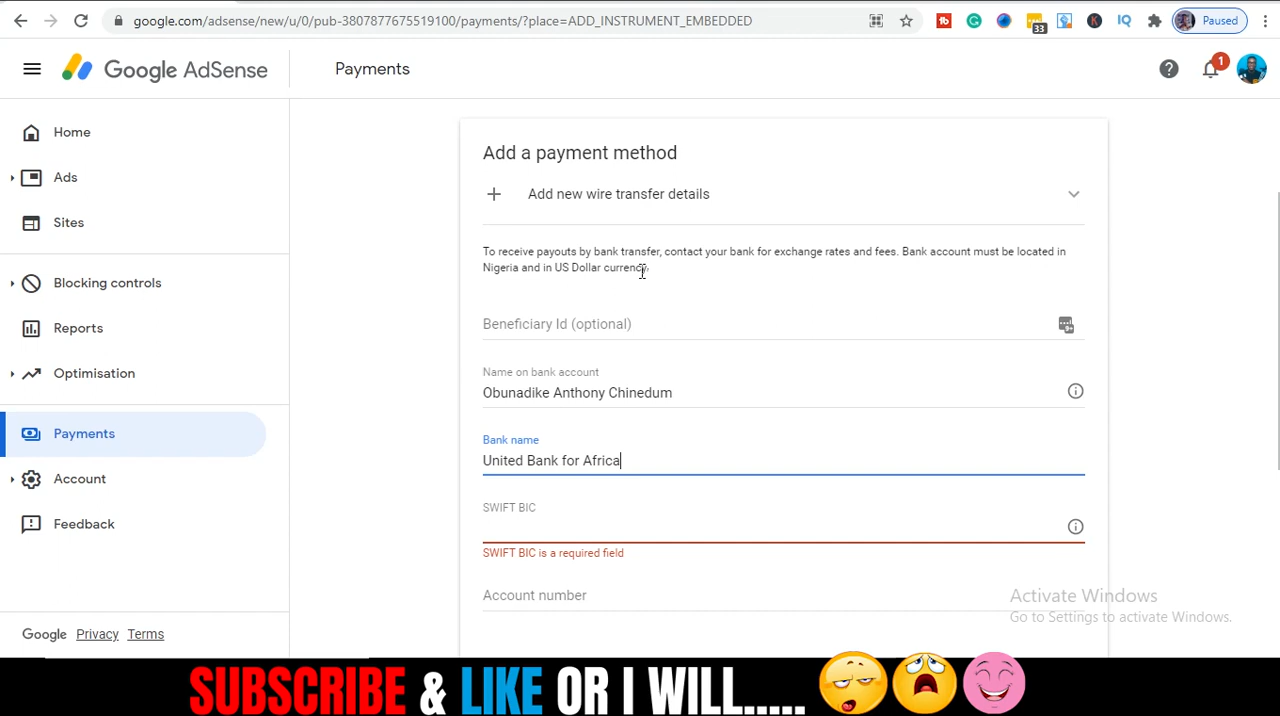 google.com/adsense/new/u/0/pub-3807877675519100/payments/?place=ADD_INSTRUMENT_EMBEDDED
33
IQ
K
Paused
Google AdSense
Payments
1
Home
Ads
Sites
Blocking controls
Reports
Optimisation
Payments
Account
Feedback
Google Privacy Terms
Add a payment method
Add new wire transfer details
To receive payouts by bank transfer, contact your bank for exchange rates and fees. Bank account must be located in
Nigeria and in US Dollar currency.
Beneficiary Id (optional)
Name on bank account
Obunadike Anthony Chinedum
Bank name
United Bank for Africa
SWIFT BIC
SWIFT BIC is a required field
Account number
Activate Windows
Go to Settings to activate Windows.
SUBSCRIBE & LIKE OR I WILL.....